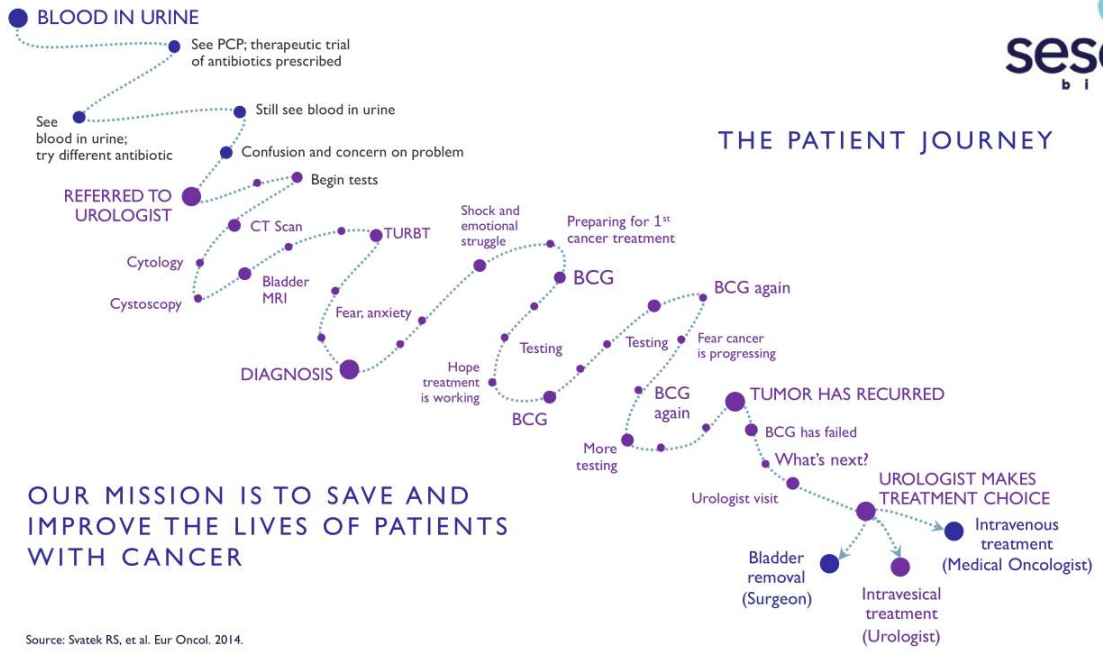 BLOOD IN URINE
See PCP; therapeutic trial
of antibiotics prescribed
See
blood in urine;
try different antibiotic
Still see blood in urine
Confusion and concern on problem
REFERRED TO
UROLOGIST
Begin tests
CT Scan
Cytology
Cystoscopy
Bladder
MRI
TURBT
Fear, anxiety
DIAGNOSIS
Shock and
emotional
struggle
Preparing for 1st
cancer treatment
BCG
Testing
Hope
treatment
is working
BCG
Testing
BCG again
Fear cancer
is progressing
BCG
again
More
testing
TUMOR HAS RECURRED
BCG has failed
What's next?
Urologist visit
UROLOGIST MAKES
TREATMENT CHOICE
Intravenous
treatment
(Medical Oncologist)
Bladder
removal
(Surgeon)
Intravesical
treatment
(Urologist)
THE PATIENT JOURNEY
OUR MISSION IS TO SAVE AND
IMPROVE THE LIVES OF PATIENTS
WITH CANCER
Source: Svatek RS, et al. Eur Oncol. 2014.